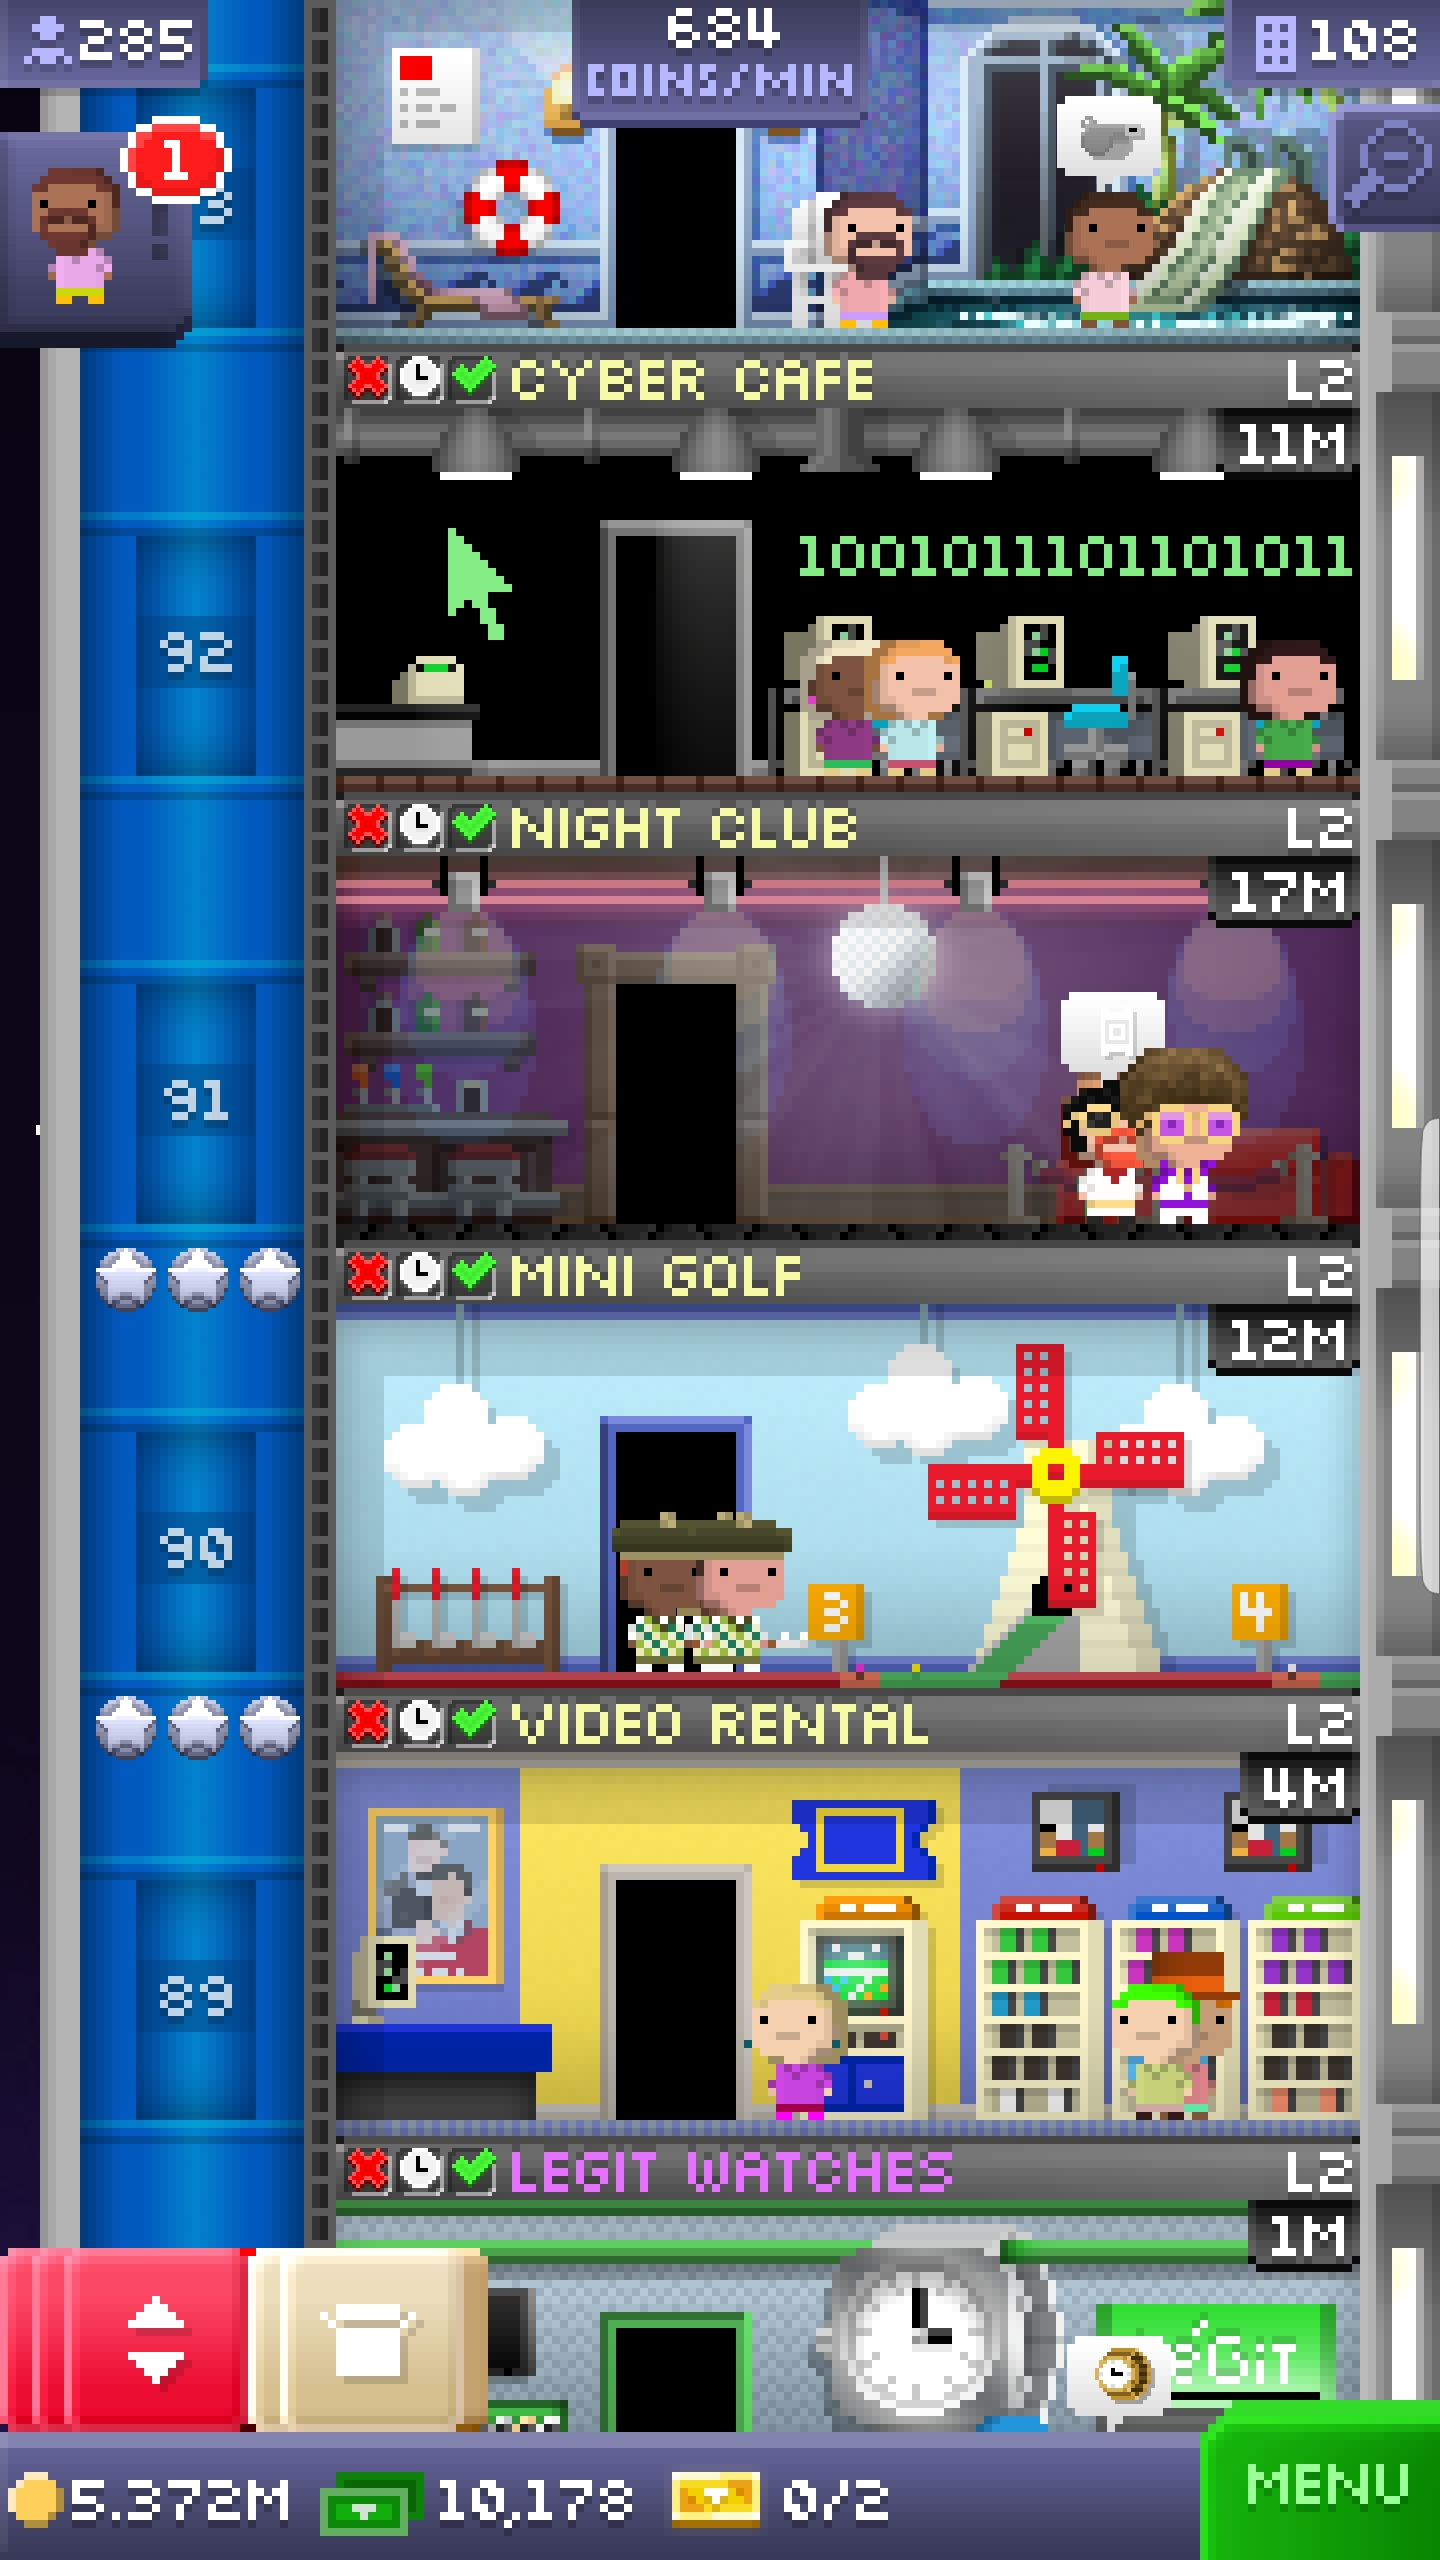 285
684
COINS/MIN
108
1
3
CYBER CAFE L2
11M
100101110110101011
92
NIGHT CLUB L2
17M
91
MINI GOLF L2
12M
90
3
4
VIDEO RENTAL L2
4M
89
LEGIT WATCHES L2
1M
5.372M 10,178 0/2
MENU